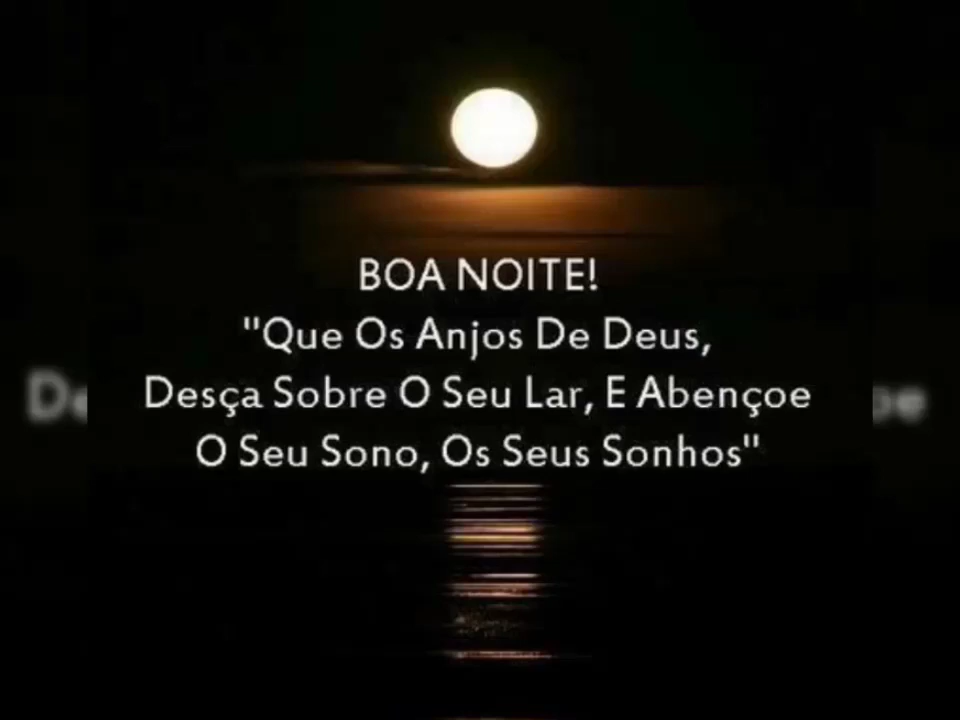 BOA NOITE!
"Que Os Anjos De Deus,
Desça Sobre O Seu Lar, E Abençoe
O Seu Sono, Os Seus Sonhos"